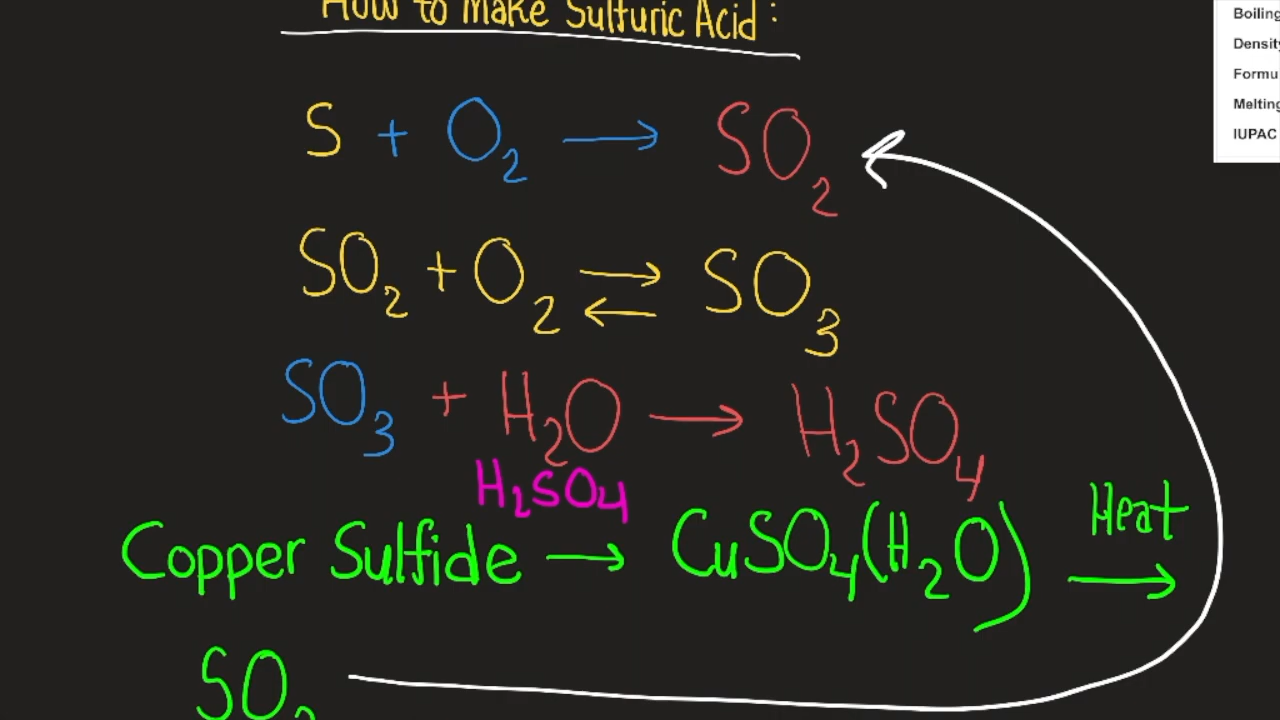 How to Make Sulfuric Acid:
S + O₂ → SO₂
SO₂ + O₂ ⇄ SO₃
SO₃ + H₂O → H₂SO₄
H₂SO₄
Copper Sulfide → CuSO₄(H₂O) Heat →
SO₂
Boiling
Density
Formu
Melting
IUPAC